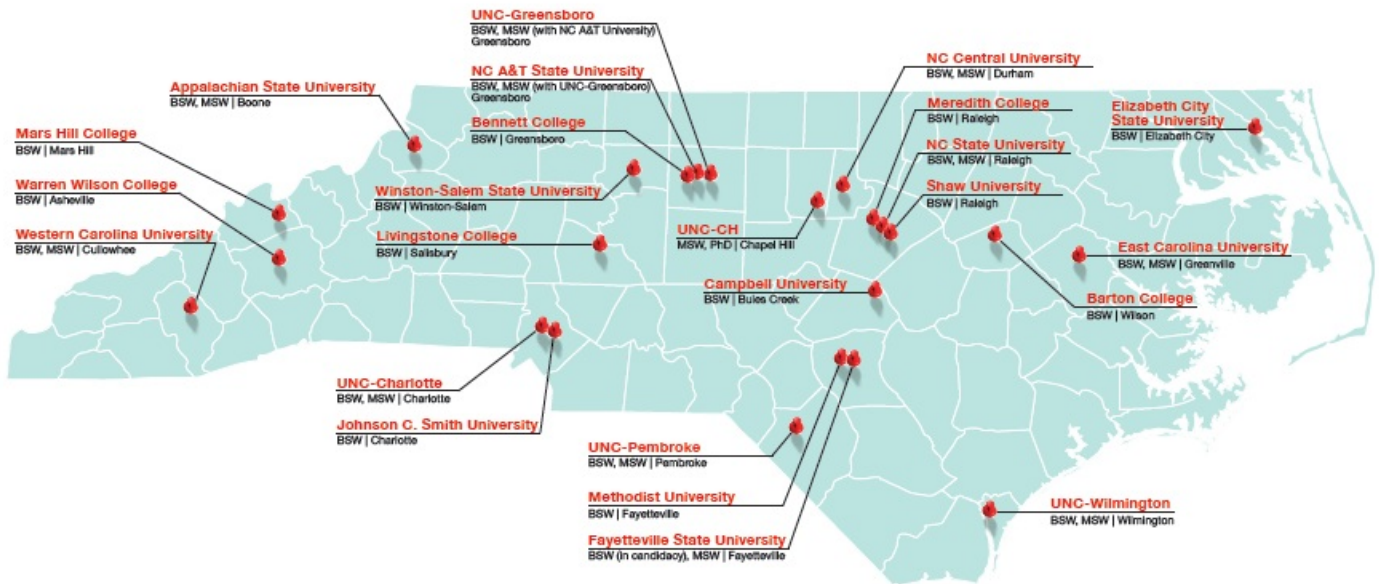 UNC-Greensboro
BSW, MSW (with NC A&T University)
Greensboro
NC A&T State University
BSW, MSW (with UNC-Greensboro)
Greensboro
Bennett College
BSW | Greensboro
NC Central University
BSW, MSW | Durham
Meredith College
BSW | Raleigh
NC State University
BSW, MSW | Raleigh
Shaw University
BSW | Raleigh
Elizabeth City
State University
BSW | Elizabeth City
Appalachian State University
BSW, MSW | Boone
Mars Hill College
BSW | Mars Hill
Warren Wilson College
BSW | Asheville
Western Carolina University
BSW, MSW | Cullowhee
Winston-Salem State University
BSW | Winston-Salem
Livingstone College
BSW | Salisbury
UNC-CH
MSW, PhD | Chapel Hill
Campbell University
BSW | Buies Creek
East Carolina University
BSW, MSW | Greenville
Barton College
BSW | Wilson
UNC-Charlotte
BSW, MSW | Charlotte
Johnson C. Smith University
BSW | Charlotte
UNC-Pembroke
BSW, MSW | Pembroke
Methodist University
BSW | Fayetteville
Fayetteville State University
BSW (in candidacy), MSW | Fayetteville
UNC-Wilmington
BSW, MSW | Wilmington